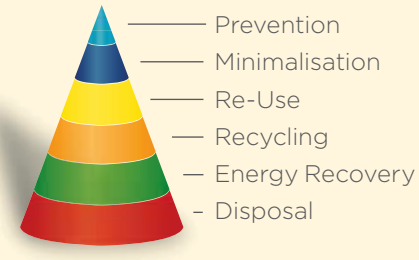 Prevention
Minimalisation
Re-Use
Recycling
Energy Recovery
Disposal